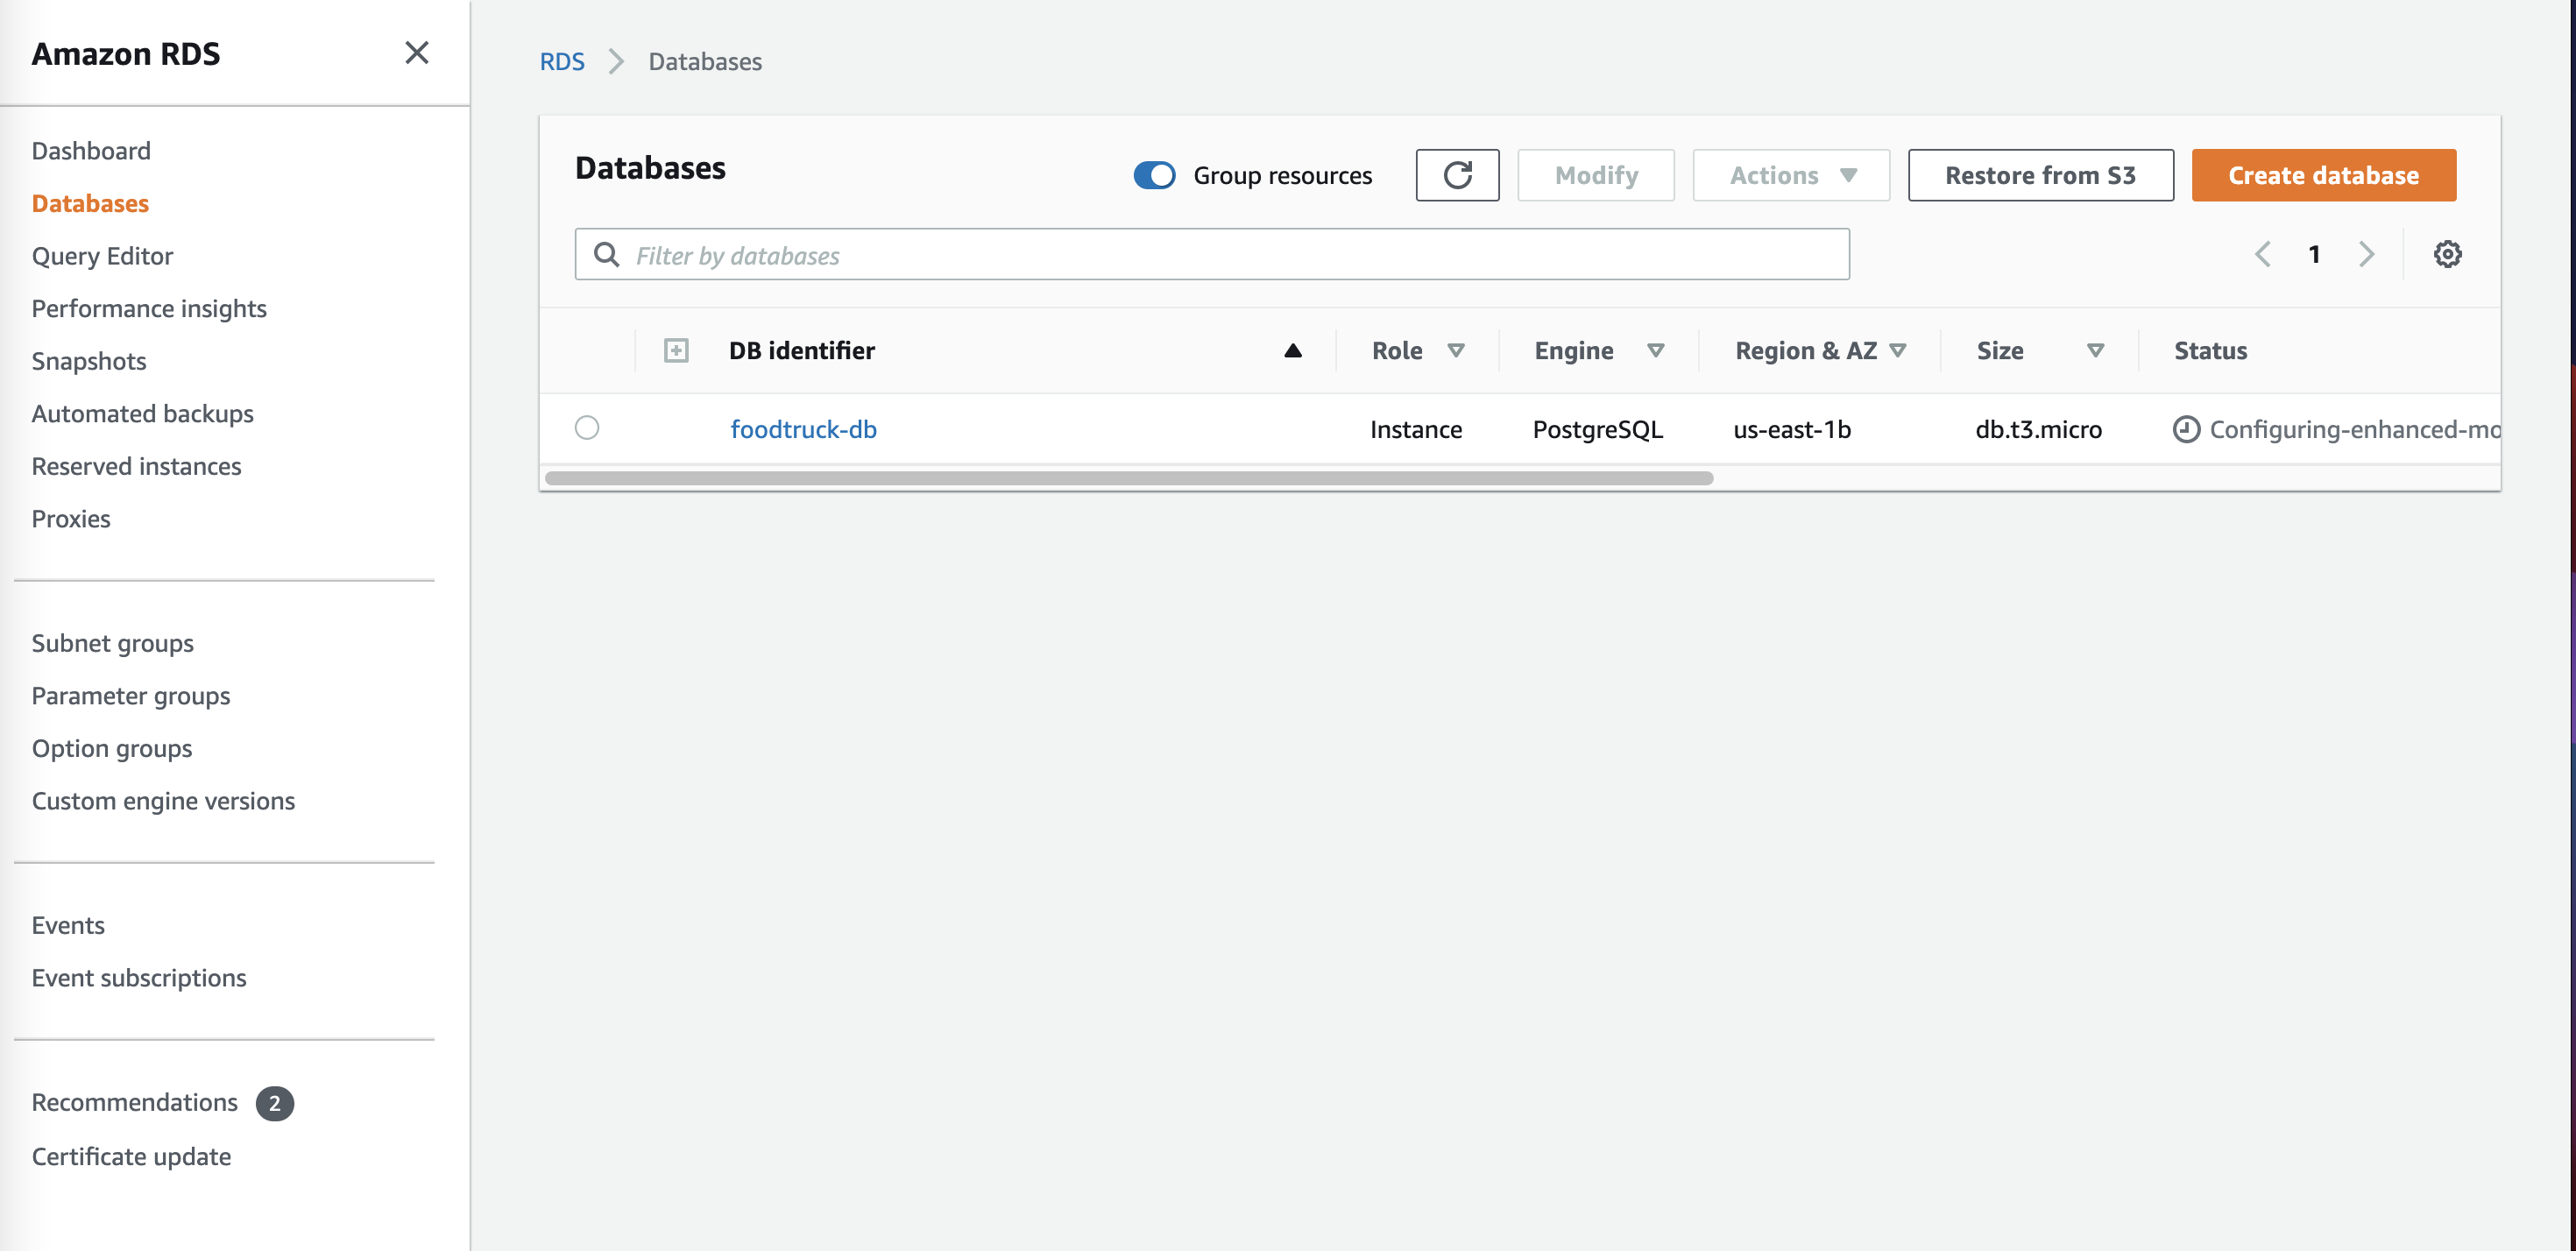 Amazon RDS
Dashboard
Databases
Query Editor
Performance insights
Snapshots
Automated backups
Reserved instances
Proxies
Subnet groups
Parameter groups
Option groups
Custom engine versions
Events
Event subscriptions
Recommendations 2
Certificate update
RDS Databases
Databases Group resources Modify Actions Restore from S3 Create database
Filter by databases 1
DB identifier Role Engine Region & AZ Size Status
foodtruck-db Instance PostgreSQL us-east-1b db.t3.micro Configuring-enhanced-mo